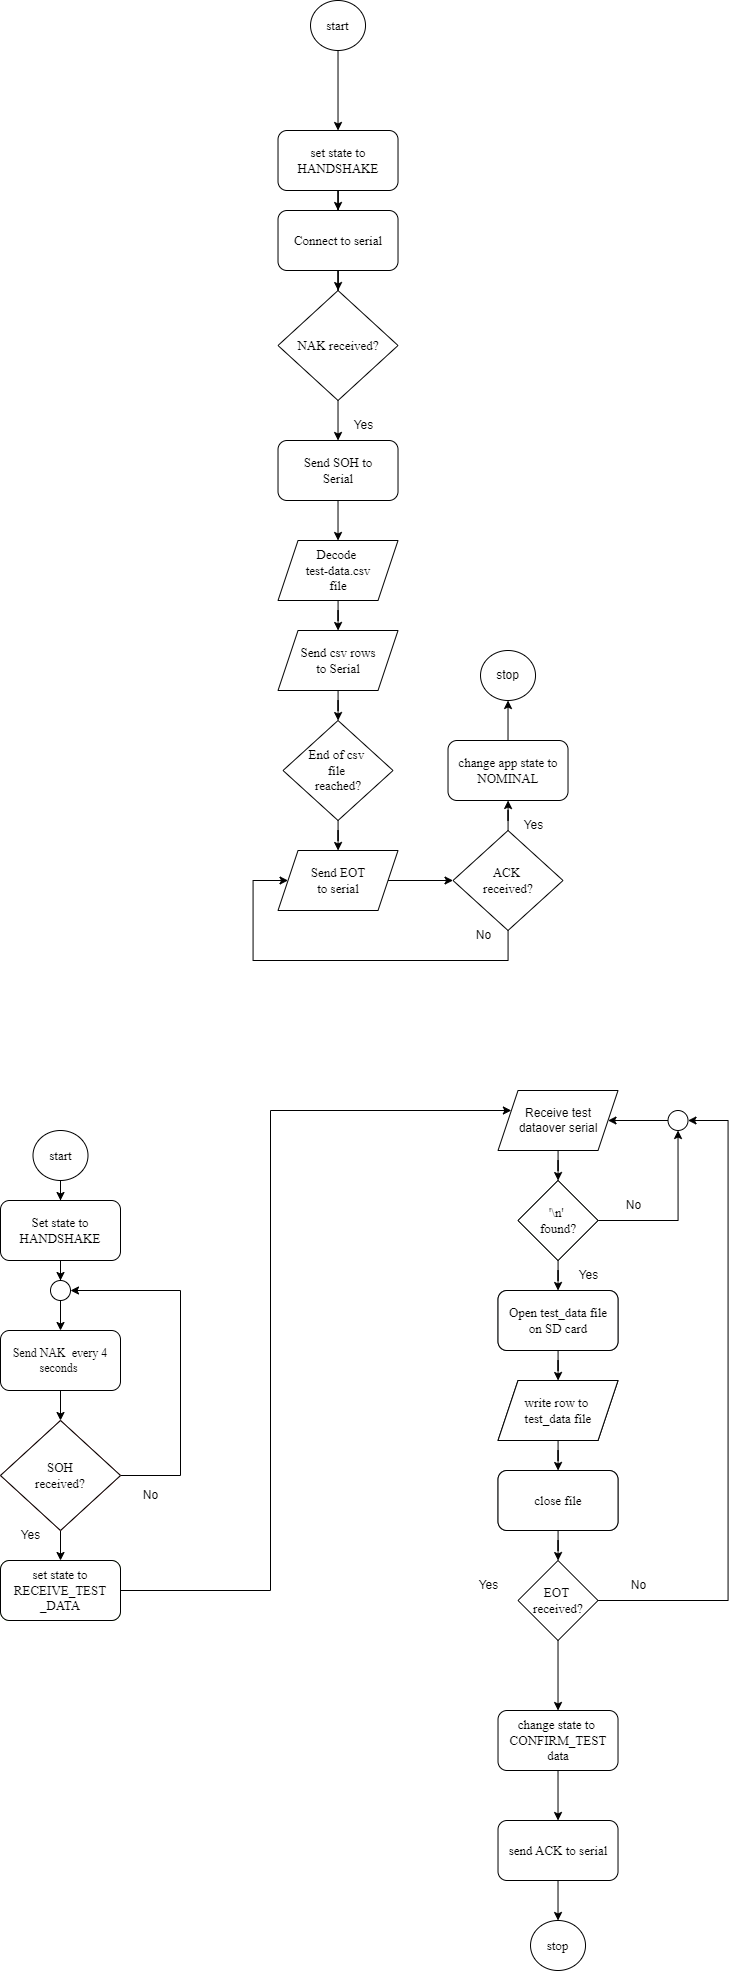 start
set state to
HANDSHAKE
Connect to serial
NAK received?
Yes
Send SOH to
Serial
Decode
test-data.csv
file
Send csv rows
to Serial
End of csv
file
reached?
Send EOT
to serial
ACK
received?
No
Yes
change app state to
NOMINAL
stop
start
Set state to
HANDSHAKE
Send NAK  every 4
seconds
SOH
received?
No
Yes
set state to
RECEIVE_TEST
_DATA
Receive test
dataover serial
'\n'
found?
No
Yes
Open test_data file
on SD card
write row to
test_data file
close file
EOT
received?
No
Yes
change state to
CONFIRM_TEST
data
send ACK to serial
stop